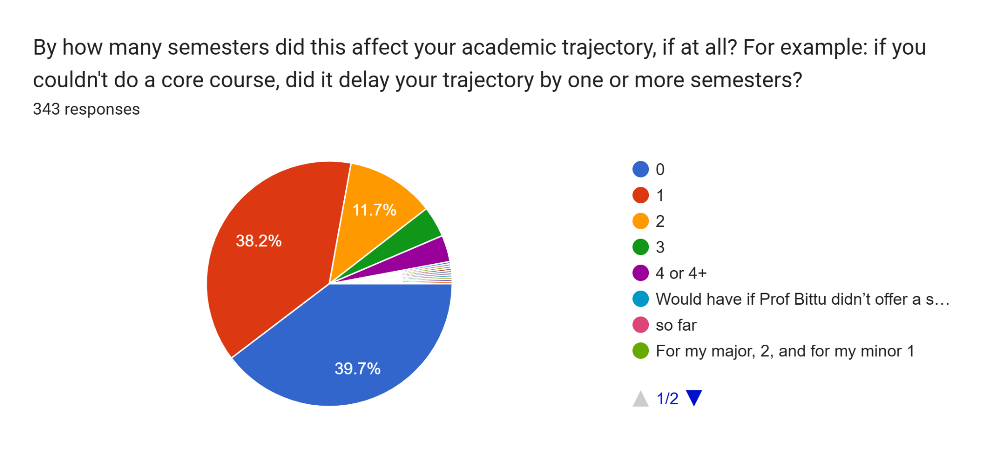 By how many semesters did this affect your academic trajectory, if at all? For example: if you
couldn't do a core course, did it delay your trajectory by one or more semesters?
343 responses
11.7%
38.2%
39.7%
0
1
2
3
4 or 4+
Would have if Prof Bittu didn’t offer a s…
so far
For my major, 2, and for my minor 1
1/2